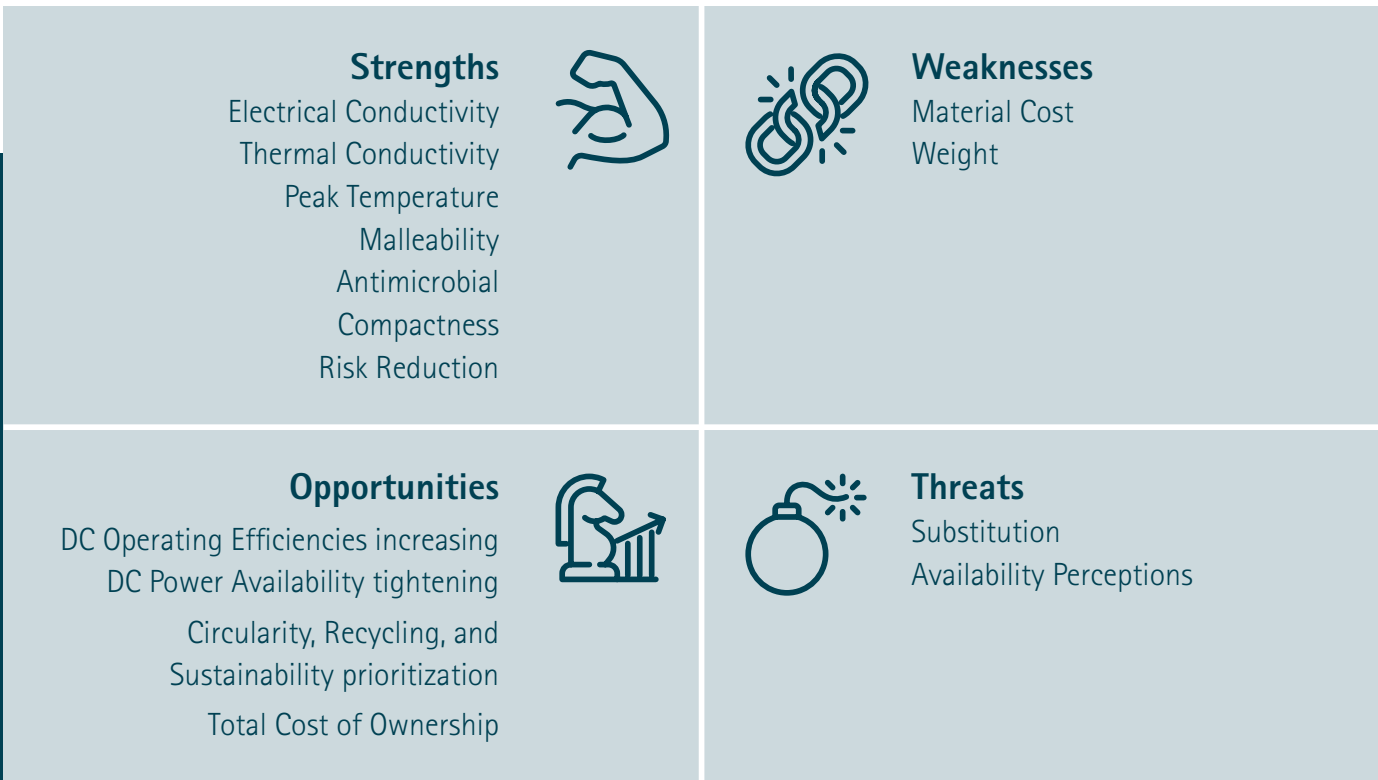 Strengths
Electrical Conductivity
Thermal Conductivity
Peak Temperature
Malleability
Antimicrobial
Compactness
Risk Reduction
Weaknesses
Material Cost
Weight
Opportunities
DC Operating Efficiencies increasing
DC Power Availability tightening
Circularity, Recycling, and
Sustainability prioritization
Total Cost of Ownership
Threats
Substitution
Availability Perceptions